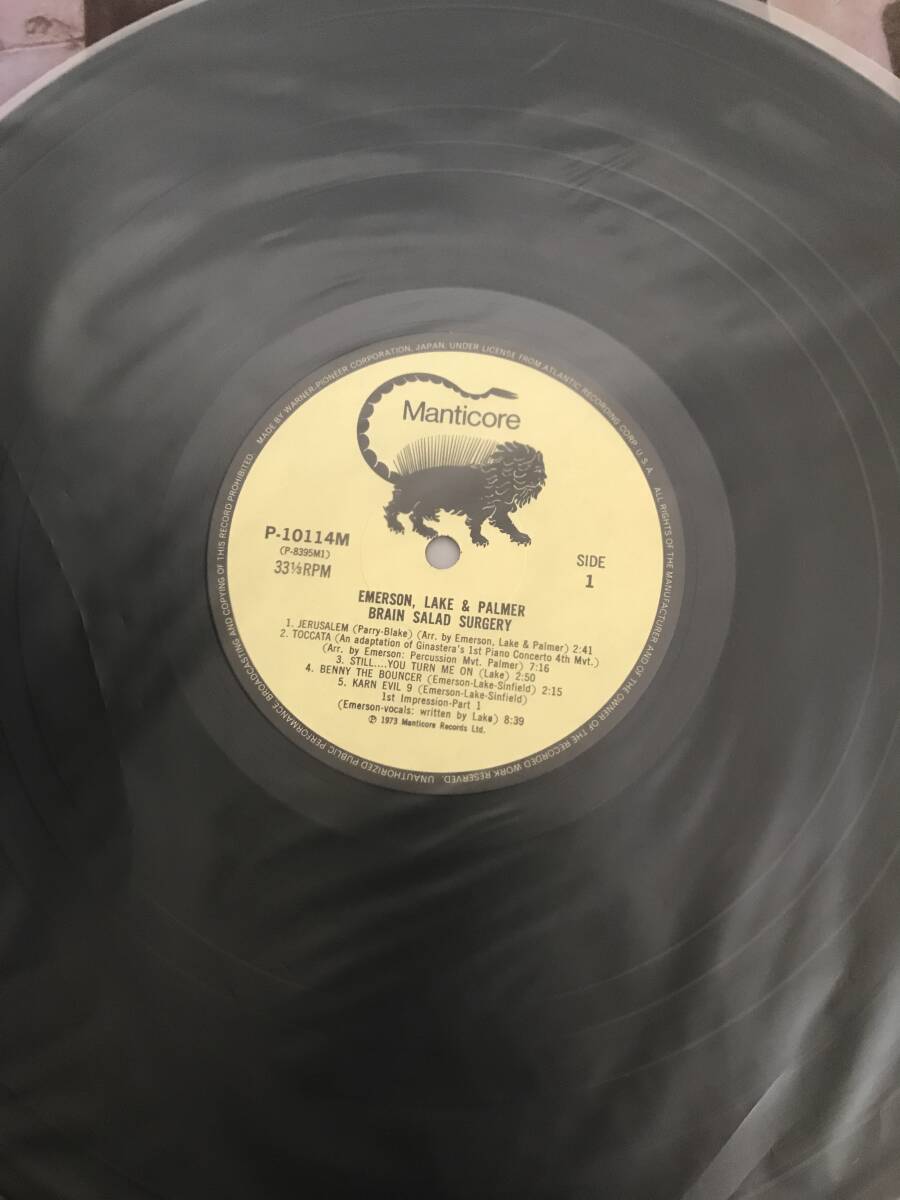 MADE BY WARNER-PIONEER CORPORATION, JAPAN, UNDER LICENSE FROM ATLANTIC RECORDING CORP. U.S.A. ALL RIGHTS OF THE MANUFACTURER AND OF THE OWNER OF THE RECORDED WORK RESERVED. UNAUTHORIZED PUBLIC PERFORMANCE BROADCASTING AND COPYING OF THIS RECORD PROHIBITED.
Manticore
P-10114M
(P-8395M1)
33⅓RPM
SIDE
1
EMERSON, LAKE & PALMER
BRAIN SALAD SURGERY
1. JERUSALEM (Parry-Blake) (Arr. by Emerson, Lake & Palmer) 2:41
2. TOCCATA (An adaptation of Ginastera's 1st Piano Concerto 4th Mvt.)
(Arr. by Emerson: Percussion Mvt. Palmer) 7:16
3. STILL....YOU TURN ME ON (Lake) 2:50
4. BENNY THE BOUNCER (Emerson-Lake-Sinfield) 2:15
5. KARN EVIL 9 (Emerson-Lake-Sinfield)
1st Impression-Part 1
(Emerson-vocals: written by Lake) 8:39
℗ 1973 Manticore Records Ltd.